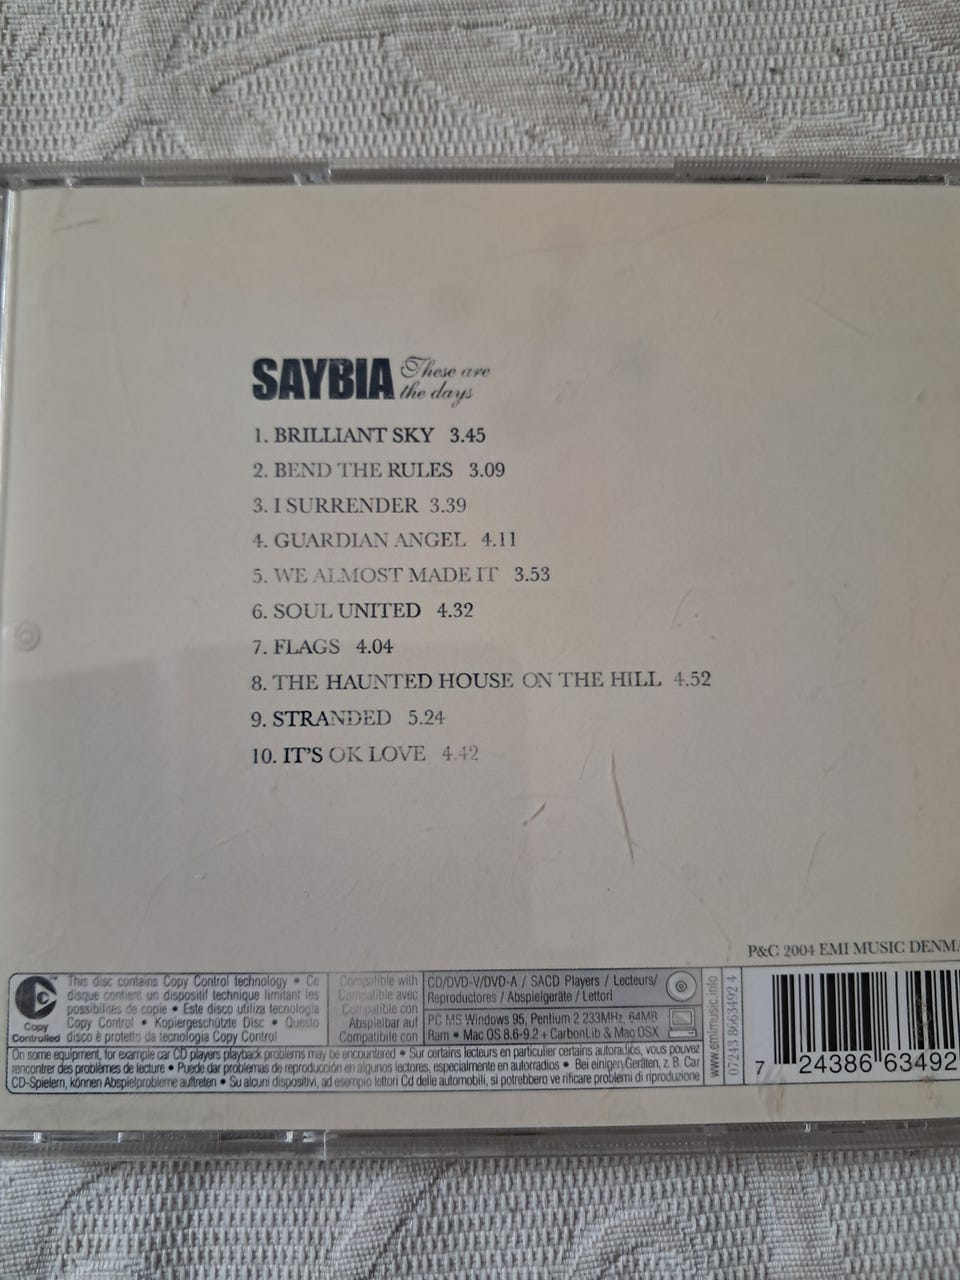 SAYBIA These are
the days
1. BRILLIANT SKY 3.45
2. BEND THE RULES 3.09
3. I SURRENDER 3.39
4. GUARDIAN ANGEL 4.11
5. WE ALMOST MADE IT 3.53
6. SOUL UNITED 4.32
7. FLAGS 4.04
8. THE HAUNTED HOUSE ON THE HILL 4.52
9. STRANDED 5.24
10. IT'S OK LOVE 4.42
P&C 2004 EMI MUSIC DENMA
Copy
Controlled
This disc contains Copy Control technology • Ce
disque contient un dispositif technique limitant les
possibilités de copie • Este disco utiliza tecnologia
Copy Control • Kopiergeschützte Disc • Questo
disco è protetto da tecnologia Copy Control
Compatible with
Compatible avec
Compatible con
Abspielbar auf
Compatibile con
CD/DVD-V/DVD-A / SACD Players / Lecteurs/
Reproductores / Abspielgeräte / Lettori
PC MS Windows 95, Pentium 2 233MHz, 64MB
Ram • Mac OS 8.6-9.2 + CarbonLib & Mac OSX
On some equipment, for example car CD players playback problems may be encountered • Sur certains lecteurs en particulier certains autoradios, vous pouvez
rencontrer des problèmes de lecture • Puede dar problemas de reproducción en algunos lectores, especialmente en autorradios • Bei einigen Geräten, z. B. Car
CD-Spielern, können Abspielprobleme auftreten • Su alcuni dispositivi, ad esempio lettori Cd delle automobili, si potrebbero verificare problemi di riproduzione
www.emimusic.info
07243 8663492 4
7 24386 63492